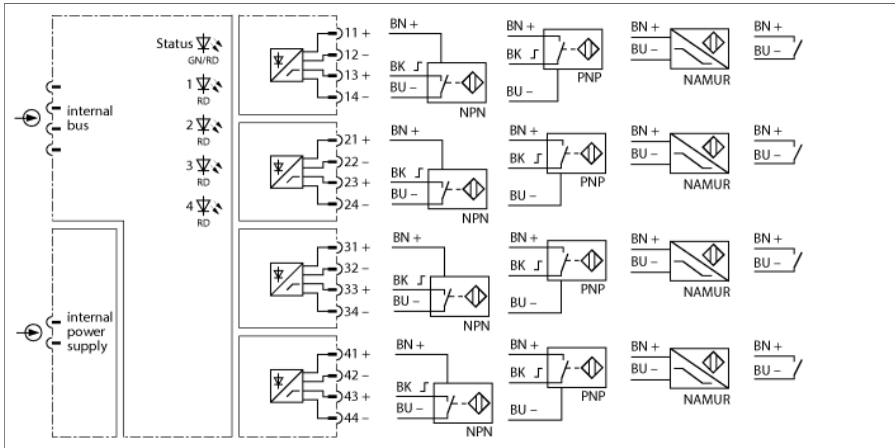 Status
GN/RD
1
RD
2
RD
3
RD
4
RD
internal
bus
internal
power
supply
11 +
12 −
13 +
14 −
BN +
BK
BU −
NPN
BN +
BK
BU −
PNP
BN +
BU −
NAMUR
BN +
BU −
21 +
22 −
23 +
24 −
BN +
BK
BU −
NPN
BN +
BK
BU −
PNP
BN +
BU −
NAMUR
BN +
BU −
31 +
32 −
33 +
34 −
BN +
BK
BU −
NPN
BN +
BK
BU −
PNP
BN +
BU −
NAMUR
BN +
BU −
41 +
42 −
43 +
44 −
BN +
BK
BU −
NPN
BN +
BK
BU −
PNP
BN +
BU −
NAMUR
BN +
BU −